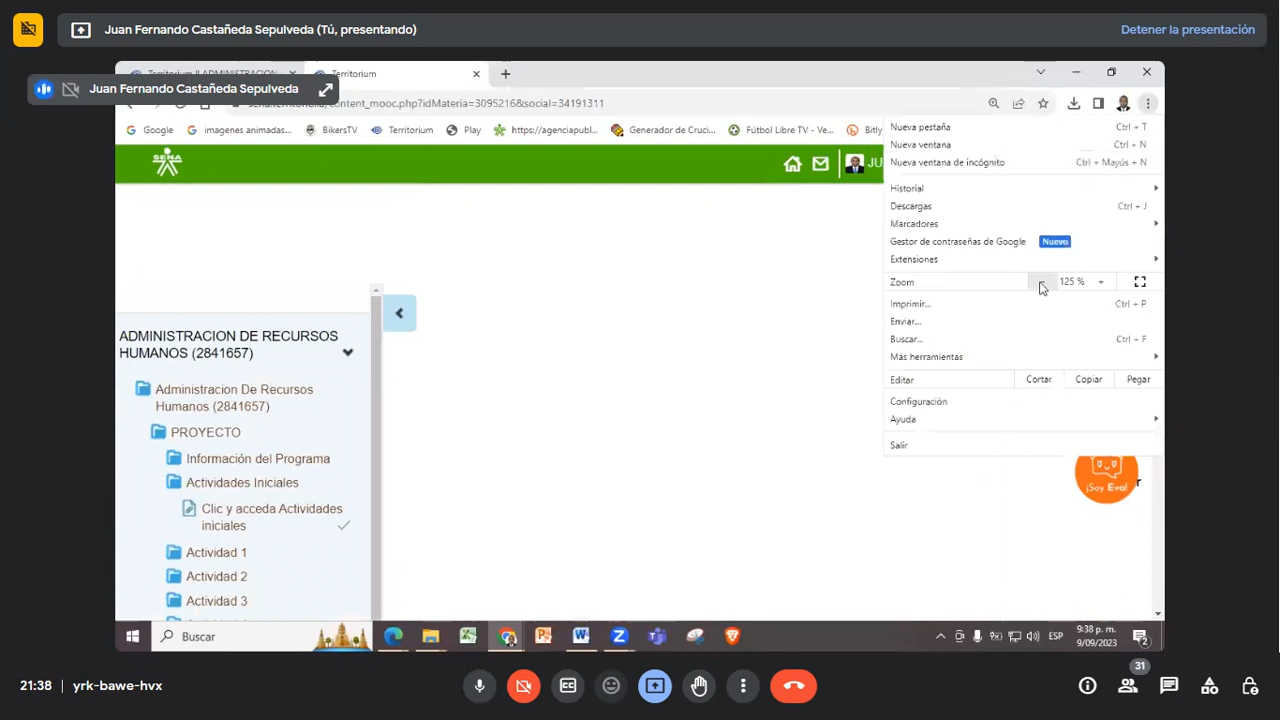 Juan Fernando Castañeda Sepulveda (Tú, presentando)
Detener la presentación
Territorium || ADMINISTRACION
Territorium
Juan Fernando Castañeda Sepulveda
content_mooc.php?idMateria=3095216&social=34191311
Google
imagenes animadas...
BikersTV
Territorium
Play
https://agenciapubl...
Generador de Cruci...
Fútbol Libre TV - Ve...
Bitly
SENA
JU
Nueva pestaña Ctrl + T
Nueva ventana Ctrl + N
Nueva ventana de incógnito Ctrl + Mayús + N
Historial
Descargas Ctrl + J
Marcadores
Gestor de contraseñas de Google Nuevo
Extensiones
Zoom 125 % +
Imprimir... Ctrl + P
Enviar...
Buscar... Ctrl + F
Más herramientas
Editar Cortar Copiar Pegar
Configuración
Ayuda
Salir
ADMINISTRACION DE RECURSOS
HUMANOS (2841657)
Administracion De Recursos
Humanos (2841657)
PROYECTO
Información del Programa
Actividades Iniciales
Clic y acceda Actividades
iniciales
Actividad 1
Actividad 2
Actividad 3
¡Soy Eva!
r
Buscar
ESP
9:38 p. m.
9/09/2023
2
21:38 | yrk-bawe-hvx
31